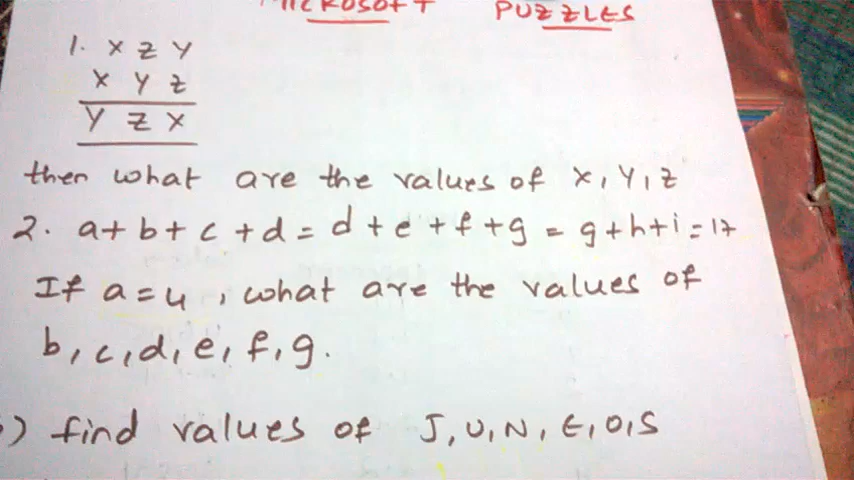 MICROSOFT PUZZLES
1. X Z Y
X Y Z
Y Z X
then what are the values of X, Y, Z
2. a+b+c+d = d+e+f+g = g+h+i = 17
If a=4, what are the values of
b, c, d, e, f, g.
) find values of J, U, N, E, O, S